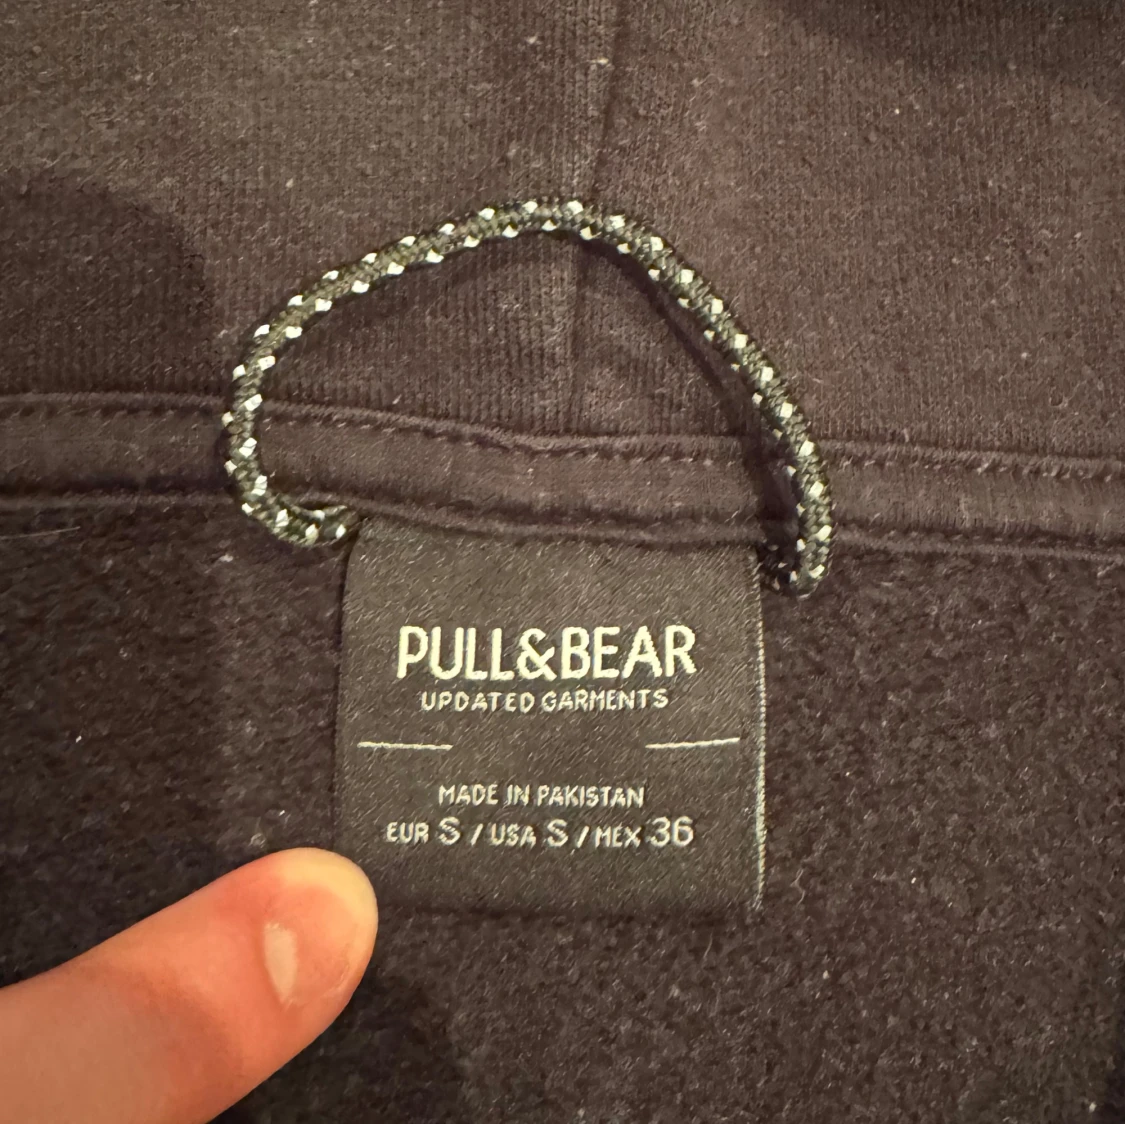 PULL&BEAR
UPDATED GARMENTS
MADE IN PAKISTAN
EUR S / USA S / MEX 36